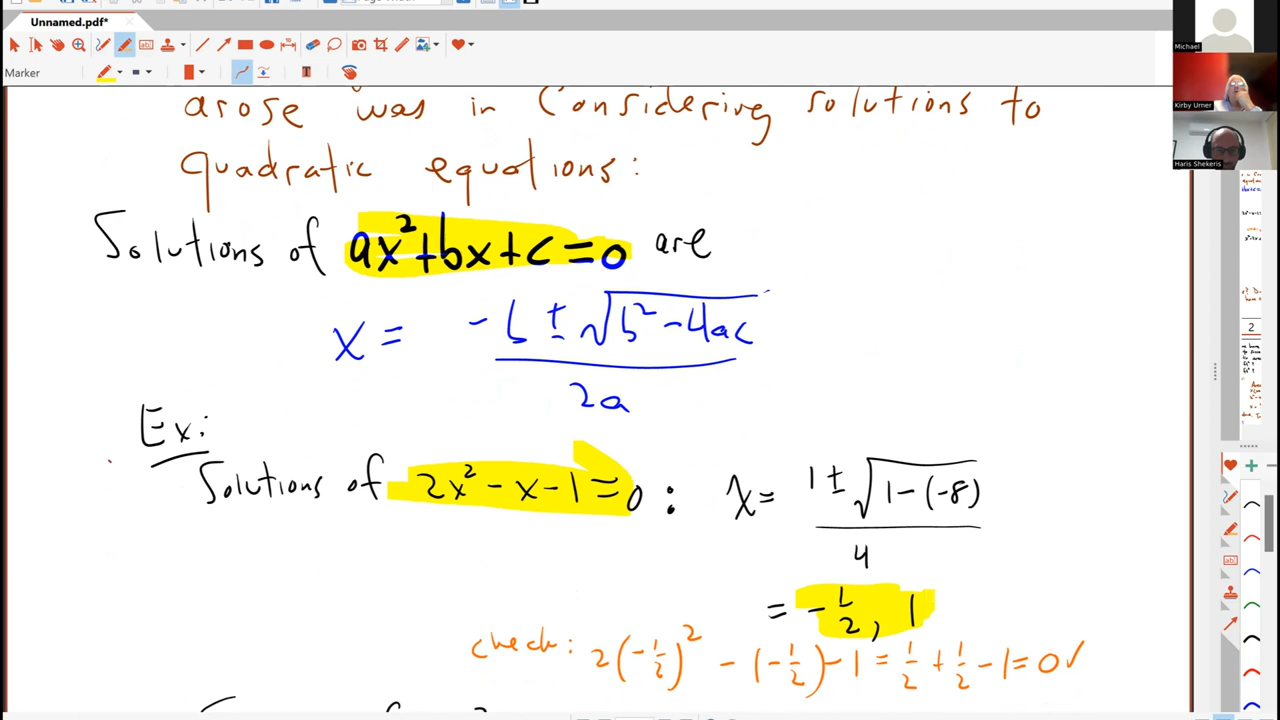 Unnamed.pdf*
Marker
Michael
Kirby Urner
Haris Shekeris
arose was in Considering solutions to
quadratic equations:
Solutions of ax²+bx+c=0 are
x = -b ± √b²-4ac
2a
Ex:
Solutions of 2x²-x-1=0 : x = 1 ± √1-(-8)
4
= -1/2, 1
check: 2(-1/2)² - (-1/2)-1 = 1/2 + 1/2 -1 = 0 ✓
2